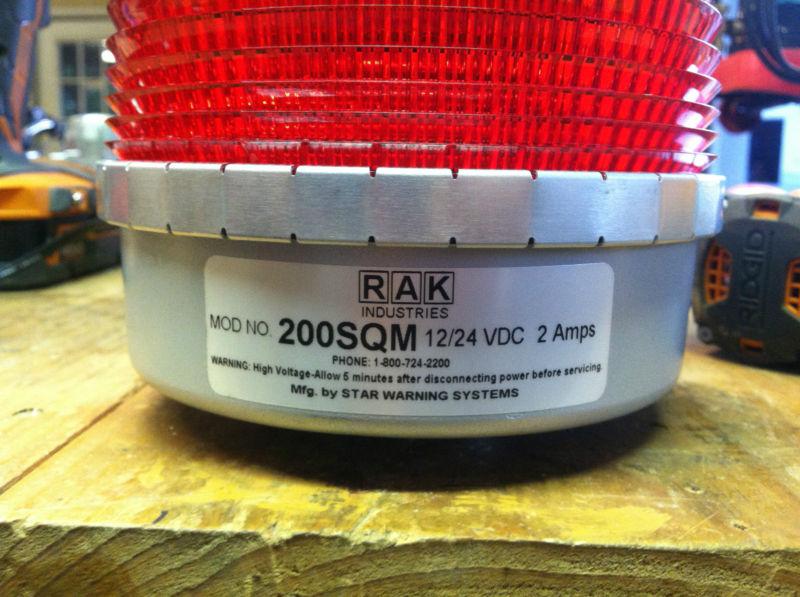 RAK
INDUSTRIES
MOD NO. 200SQM 12/24 VDC 2 Amps
PHONE: 1-800-724-2200
WARNING: High Voltage-Allow 5 minutes after disconnecting power before servicing.
Mfg. by STAR WARNING SYSTEMS
RIDGID